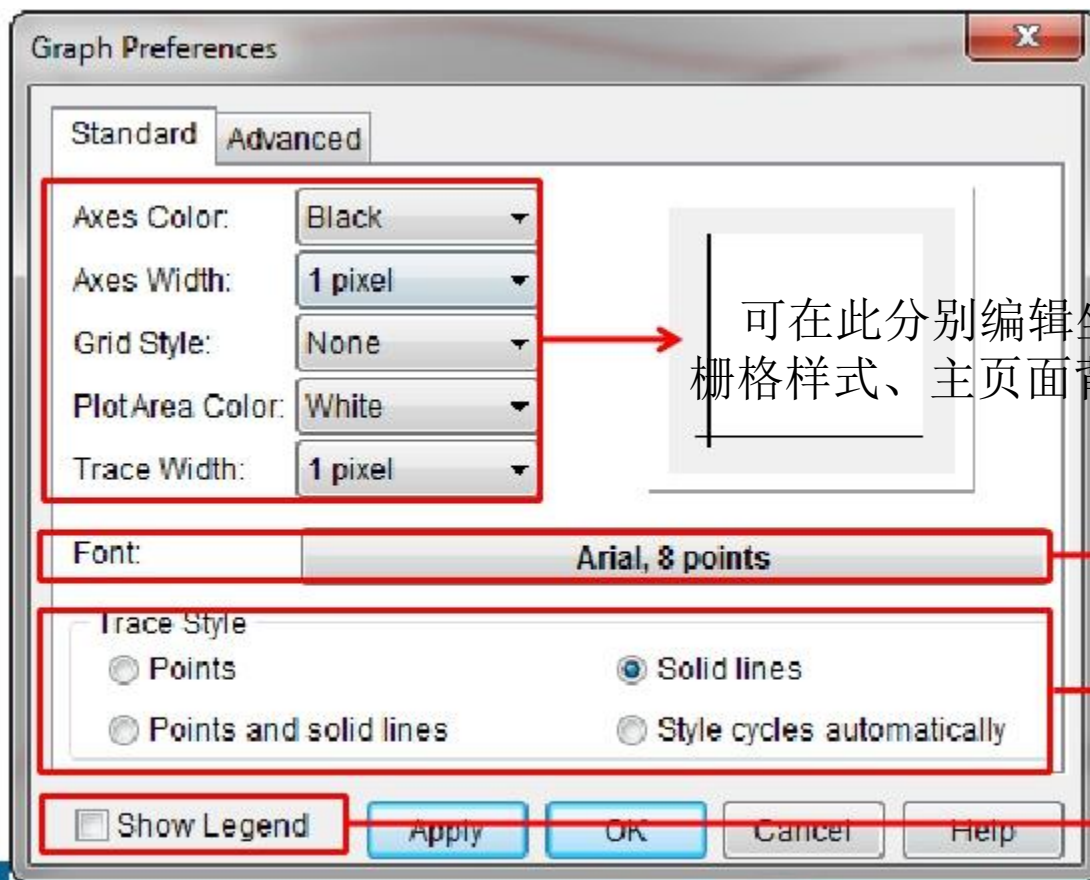 Graph Preferences
Standard Advanced
Axes Color: Black
Axes Width: 1 pixel
Grid Style: None
PlotArea Color: White
Trace Width: 1 pixel
可在此分别编辑
栅格样式、主页面
Font: Arial, 8 points
Trace Style
Points Solid lines
Points and solid lines Style cycles automatically
Show Legend Apply OK Cancel Help